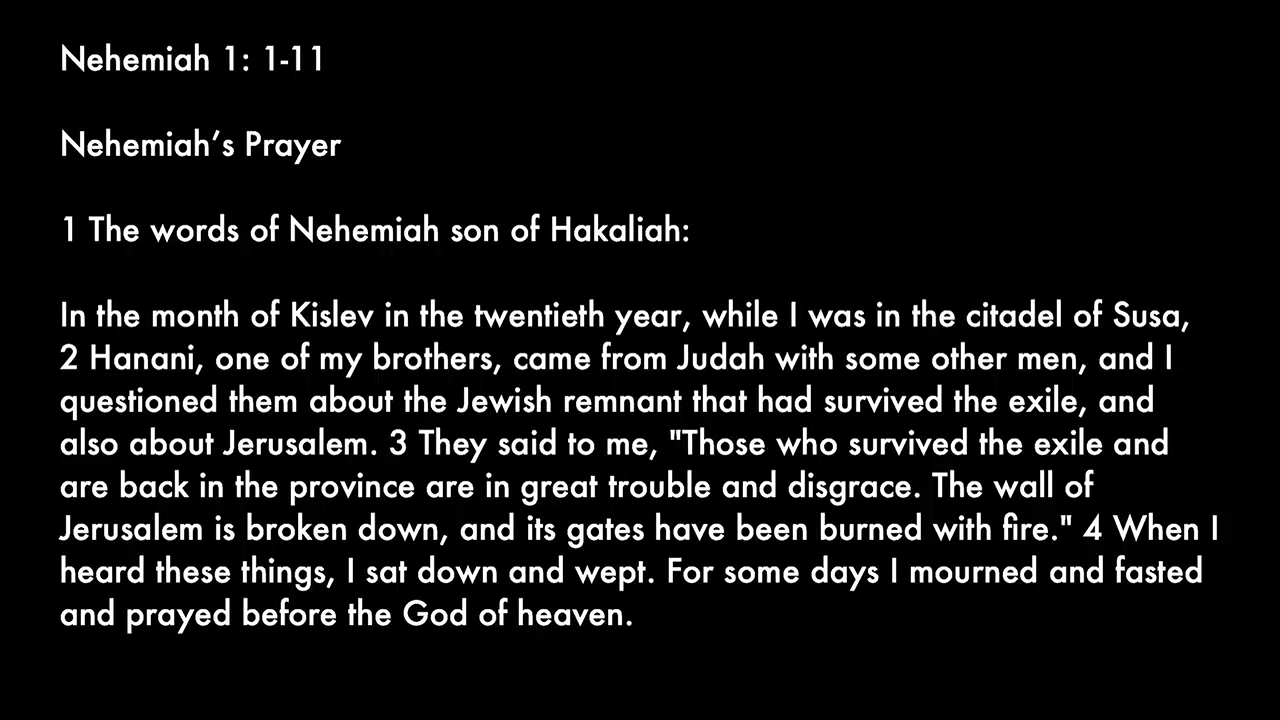 Nehemiah 1: 1-11
Nehemiah’s Prayer
1 The words of Nehemiah son of Hakaliah:
In the month of Kislev in the twentieth year, while I was in the citadel of Susa,
2 Hanani, one of my brothers, came from Judah with some other men, and I
questioned them about the Jewish remnant that had survived the exile, and
also about Jerusalem. 3 They said to me, "Those who survived the exile and
are back in the province are in great trouble and disgrace. The wall of
Jerusalem is broken down, and its gates have been burned with fire." 4 When I
heard these things, I sat down and wept. For some days I mourned and fasted
and prayed before the God of heaven.